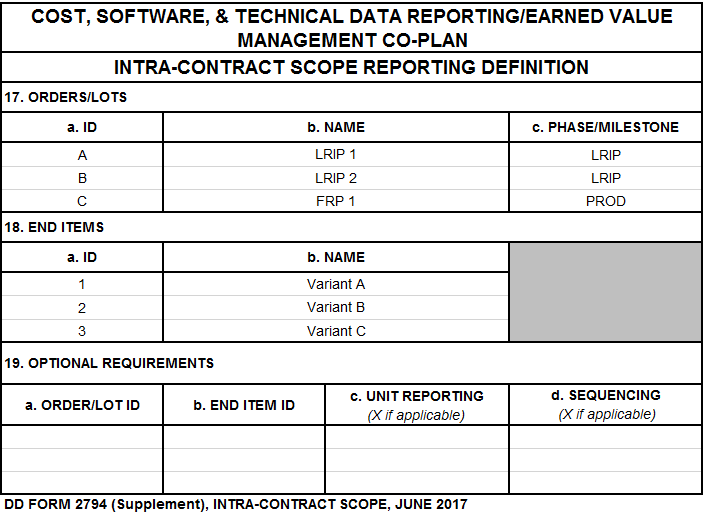 COST, SOFTWARE, & TECHNICAL DATA REPORTING/EARNED VALUE
MANAGEMENT CO-PLAN
INTRA-CONTRACT SCOPE REPORTING DEFINITION
17. ORDERS/LOTS
a. ID b. NAME c. PHASE/MILESTONE
A LRIP 1 LRIP
B LRIP 2 LRIP
C FRP 1 PROD
18. END ITEMS
a. ID b. NAME
1 Variant A
2 Variant B
3 Variant C
19. OPTIONAL REQUIREMENTS
a. ORDER/LOT ID b. END ITEM ID c. UNIT REPORTING d. SEQUENCING
(X if applicable) (X if applicable)
DD FORM 2794 (Supplement), INTRA-CONTRACT SCOPE, JUNE 2017